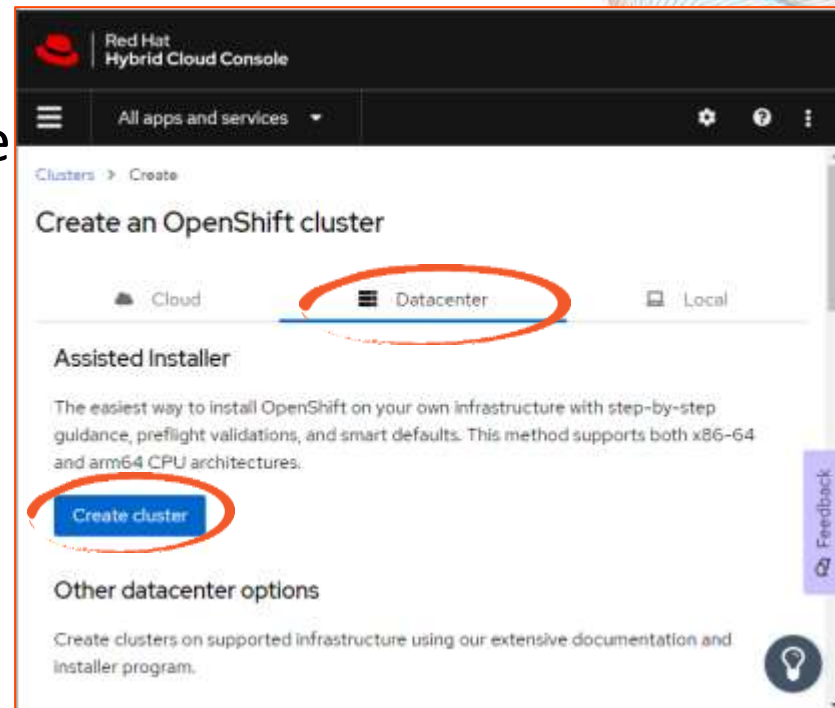 Red Hat
Hybrid Cloud Console
e
All apps and services
Clusters > Create
Create an OpenShift cluster
Cloud
Datacenter
Local
Assisted Installer
The easiest way to install OpenShift on your own infrastructure with step-by-step
guidance, preflight validations, and smart defaults. This method supports both x86-64
and arm64 CPU architectures.
Create cluster
Feedback
Other datacenter options
Create clusters on supported infrastructure using our extensive documentation and
installer program.